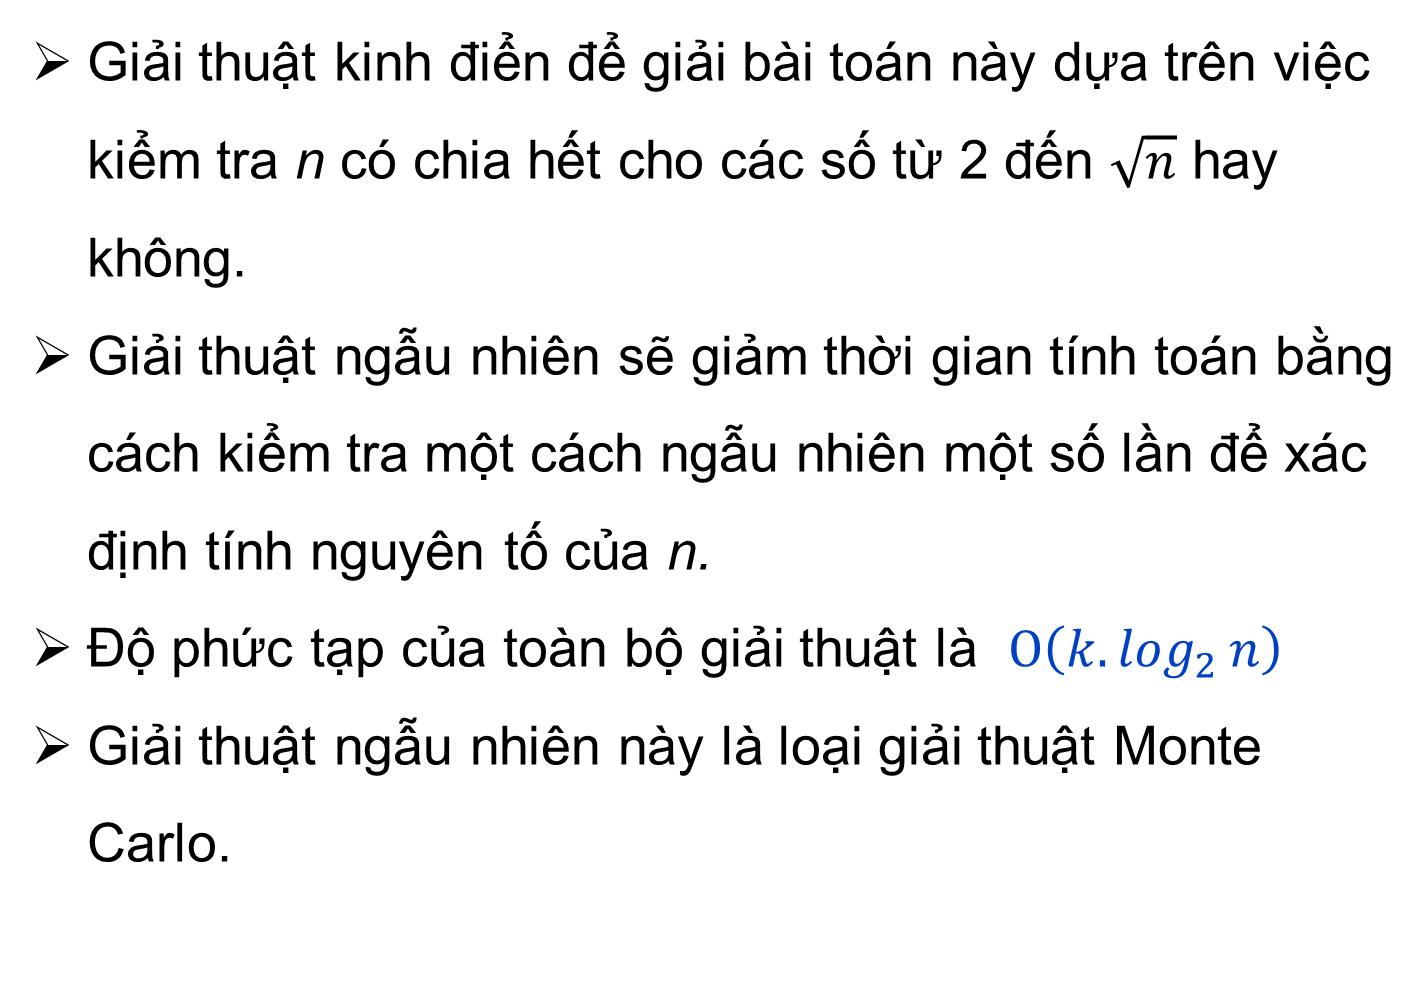 ➢ Giải thuật kinh điển để giải bài toán này dựa trên việc
kiểm tra n có chia hết cho các số từ 2 đến √n hay
không.
➢ Giải thuật ngẫu nhiên sẽ giảm thời gian tính toán bằng
cách kiểm tra một cách ngẫu nhiên một số lần để xác
định tính nguyên tố của n.
➢ Độ phức tạp của toàn bộ giải thuật là O(k.log₂ n)
➢ Giải thuật ngẫu nhiên này là loại giải thuật Monte
Carlo.